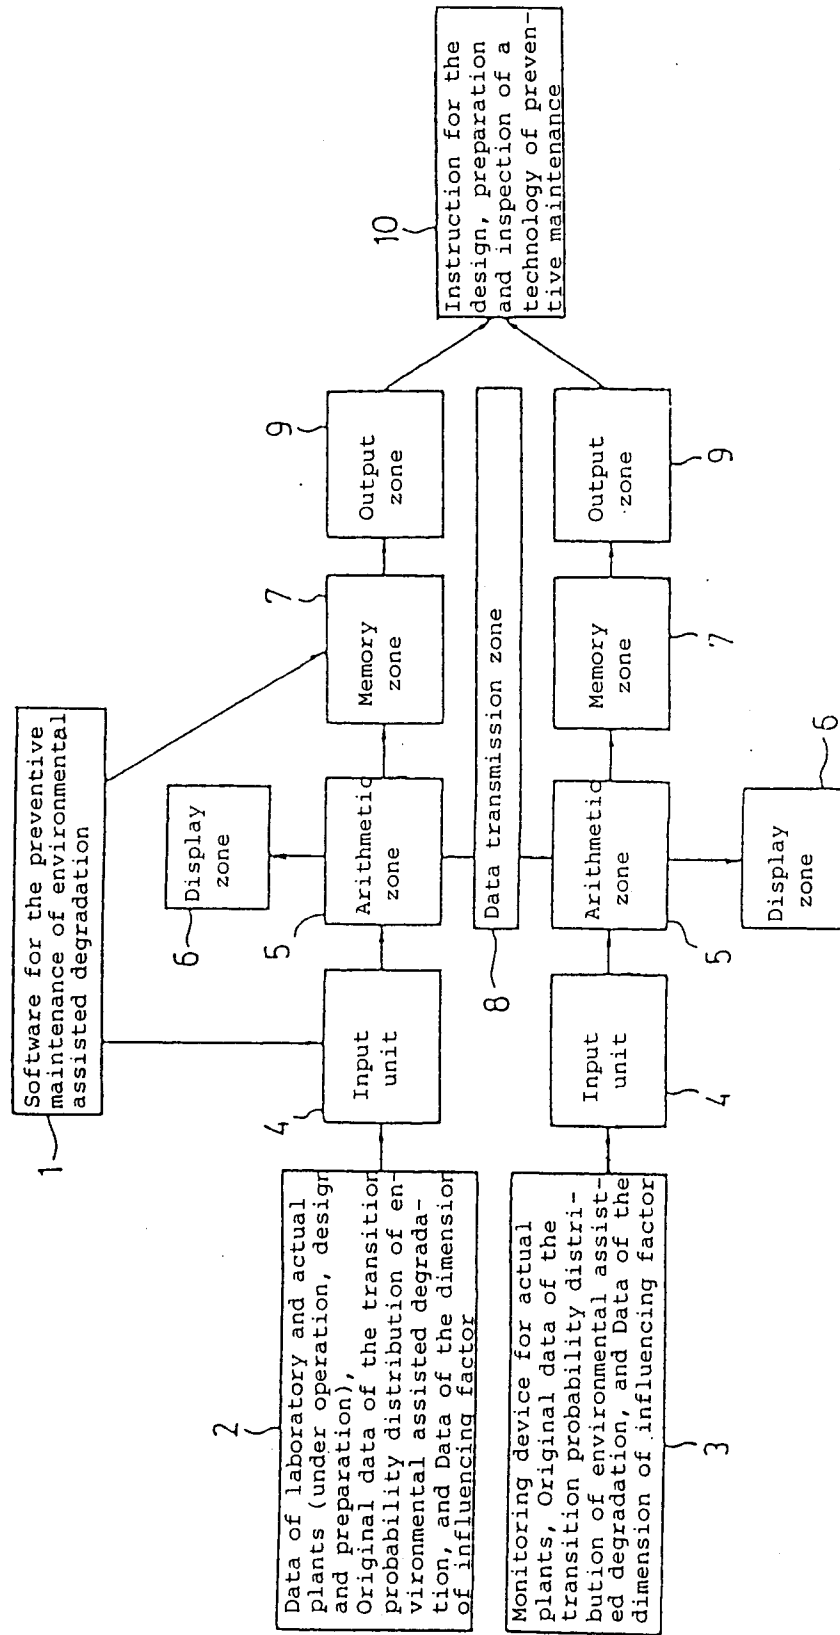 1
Software for the preventive
maintenance of environmental
assisted degradation
2
Data of laboratory and actual
plants (under operation, design
and preparation),
Original data of the transition
probability distribution of en-
vironmental assisted degrada-
tion, and Data of the dimension
of influencing factor
4
Input
unit
5
Arithmetic
zone
6
Display
zone
7
Memory
zone
9
Output
zone
10
Instruction for the
design, preparation
and inspection of a
technology of preven-
tive maintenance
8
Data transmission zone
3
Monitoring device for actual
plants, Original data of the
transition probability distri-
bution of environmental assist-
ed degradation, and Data of the
dimension of influencing factor
4
Input
unit
5
Arithmetic
zone
6
Display
zone
7
Memory
zone
9
Output
zone